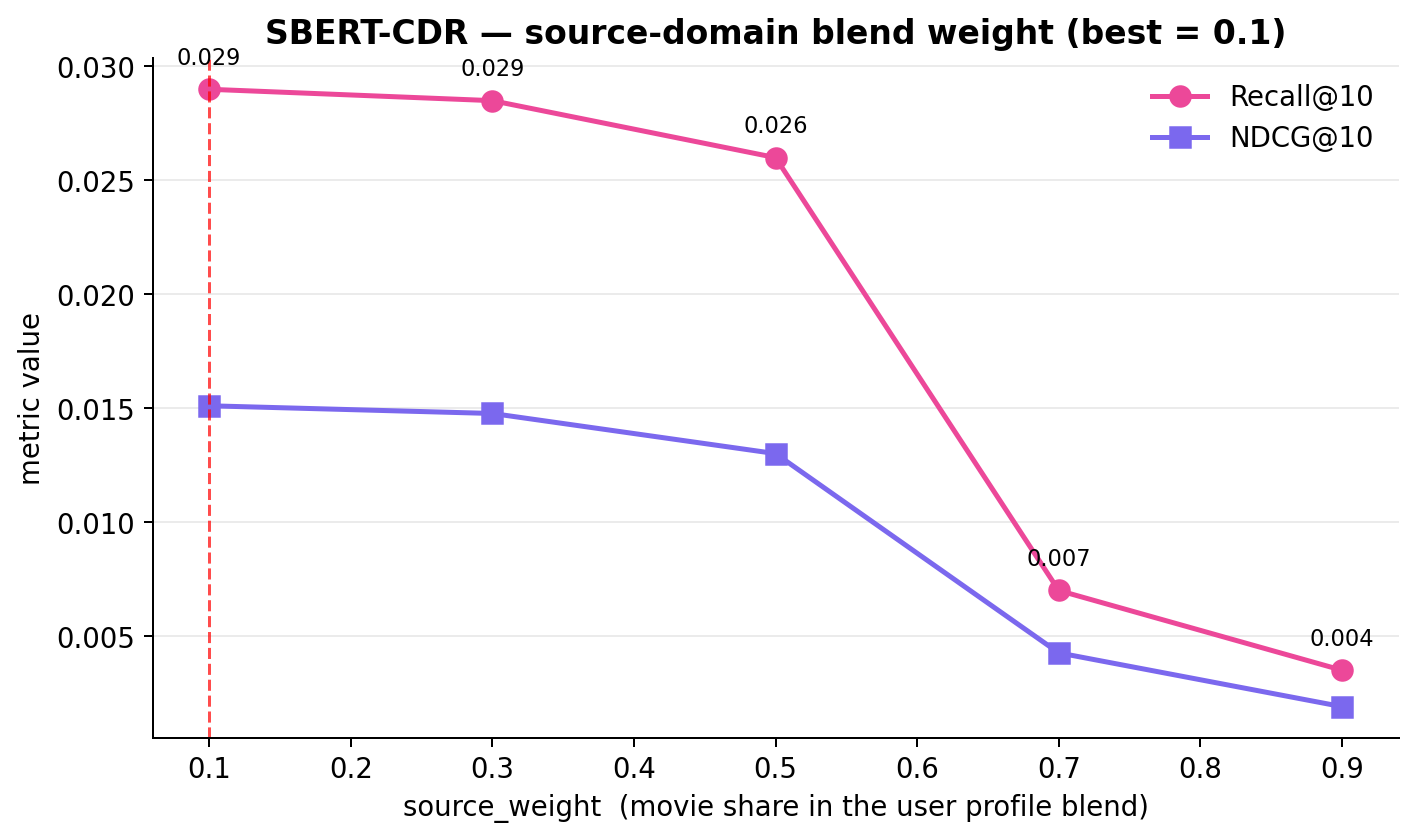 SBERT-CDR — source-domain blend weight (best = 0.1)
0.029
0.029
0.026
0.007
0.004
Recall@10
NDCG@10
0.030
0.025
0.020
0.015
0.010
0.005
metric value
0.1 0.2 0.3 0.4 0.5 0.6 0.7 0.8 0.9
source_weight (movie share in the user profile blend)